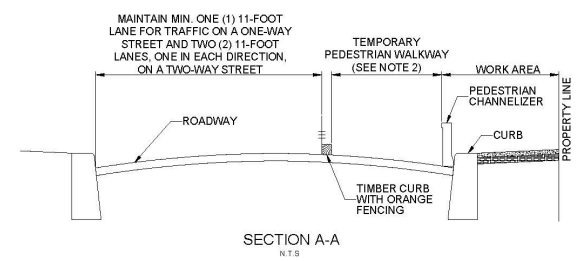 MAINTAIN MIN. ONE (1) 11-FOOT
LANE FOR TRAFFIC ON A ONE-WAY
STREET AND TWO (2) 11-FOOT
LANES, ONE IN EACH DIRECTION,
ON A TWO-WAY STREET
TEMPORARY
PEDESTRIAN WALKWAY
(SEE NOTE 2)
WORK AREA
PEDESTRIAN
CHANNELIZER
PROPERTY LINE
ROADWAY
CURB
TIMBER CURB
WITH ORANGE
FENCING
SECTION A-A
N.T.S